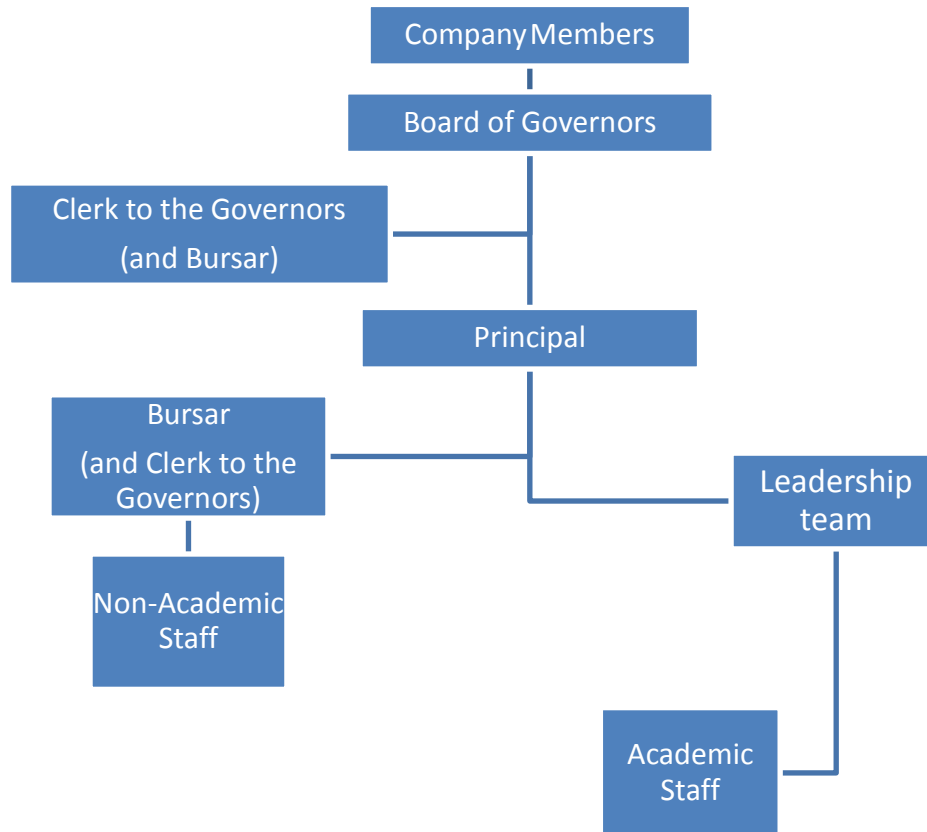 Company Members
Board of Governors
Clerk to the Governors
(and Bursar)
Principal
Bursar
(and Clerk to the
Governors)
Leadership
team
Non-Academic
Staff
Academic
Staff